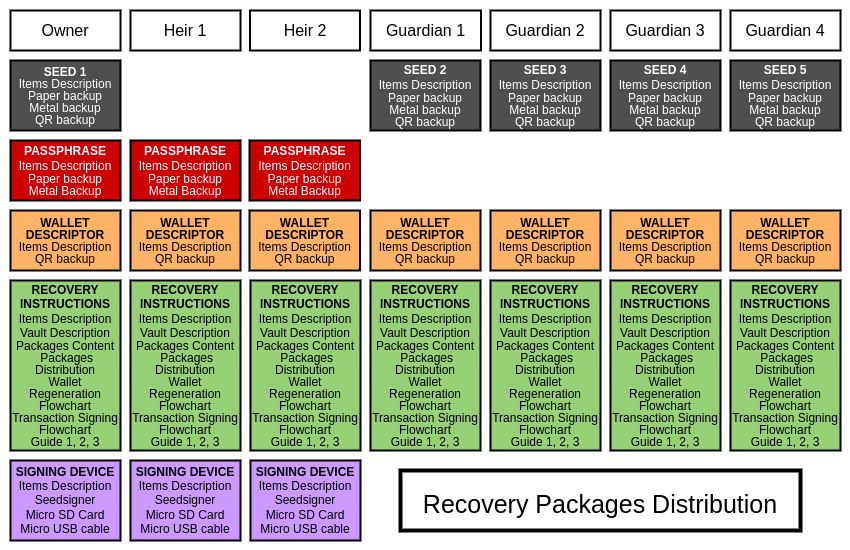 Owner
Heir 1
Heir 2
Guardian 1
Guardian 2
Guardian 3
Guardian 4
SEED 1
Items Description
Paper backup
Metal backup
QR backup
SEED 2
Items Description
Paper backup
Metal backup
QR backup
SEED 3
Items Description
Paper backup
Metal backup
QR backup
SEED 4
Items Description
Paper backup
Metal backup
QR backup
SEED 5
Items Description
Paper backup
Metal backup
QR backup
PASSPHRASE
Items Description
Paper backup
Metal Backup
PASSPHRASE
Items Description
Paper backup
Metal Backup
PASSPHRASE
Items Description
Paper backup
Metal Backup
WALLET
DESCRIPTOR
Items Description
QR backup
WALLET
DESCRIPTOR
Items Description
QR backup
WALLET
DESCRIPTOR
Items Description
QR backup
WALLET
DESCRIPTOR
Items Description
QR backup
WALLET
DESCRIPTOR
Items Description
QR backup
WALLET
DESCRIPTOR
Items Description
QR backup
WALLET
DESCRIPTOR
Items Description
QR backup
RECOVERY
INSTRUCTIONS
Items Description
Vault Description
Packages Content
Packages
Distribution
Wallet
Regeneration
Flowchart
Transaction Signing
Flowchart
Guide 1, 2, 3
RECOVERY
INSTRUCTIONS
Items Description
Vault Description
Packages Content
Packages
Distribution
Wallet
Regeneration
Flowchart
Transaction Signing
Flowchart
Guide 1, 2, 3
RECOVERY
INSTRUCTIONS
Items Description
Vault Description
Packages Content
Packages
Distribution
Wallet
Regeneration
Flowchart
Transaction Signing
Flowchart
Guide 1, 2, 3
RECOVERY
INSTRUCTIONS
Items Description
Vault Description
Packages Content
Packages
Distribution
Wallet
Regeneration
Flowchart
Transaction Signing
Flowchart
Guide 1, 2, 3
RECOVERY
INSTRUCTIONS
Items Description
Vault Description
Packages Content
Packages
Distribution
Wallet
Regeneration
Flowchart
Transaction Signing
Flowchart
Guide 1, 2, 3
RECOVERY
INSTRUCTIONS
Items Description
Vault Description
Packages Content
Packages
Distribution
Wallet
Regeneration
Flowchart
Transaction Signing
Flowchart
Guide 1, 2, 3
RECOVERY
INSTRUCTIONS
Items Description
Vault Description
Packages Content
Packages
Distribution
Wallet
Regeneration
Flowchart
Transaction Signing
Flowchart
Guide 1, 2, 3
SIGNING DEVICE
Items Description
Seedsigner
Micro SD Card
Micro USB cable
SIGNING DEVICE
Items Description
Seedsigner
Micro SD Card
Micro USB cable
SIGNING DEVICE
Items Description
Seedsigner
Micro SD Card
Micro USB cable
Recovery Packages Distribution